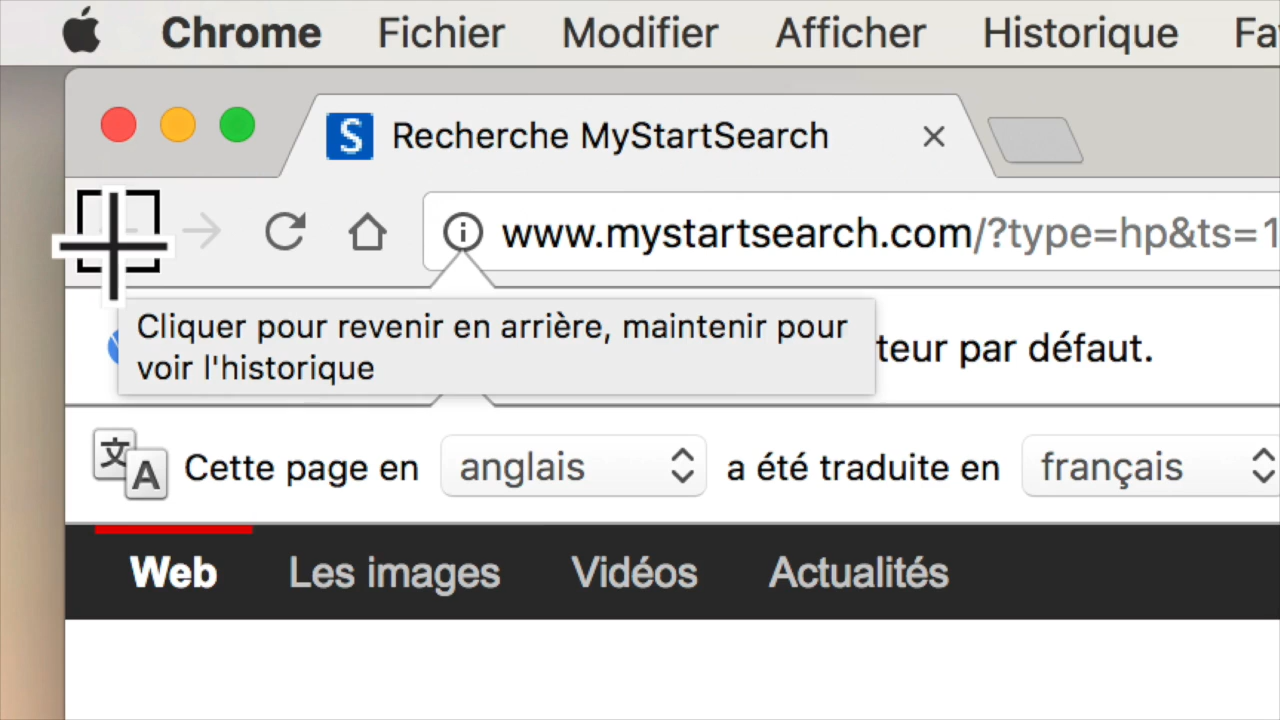 Chrome Fichier Modifier Afficher Historique Fa
S Recherche MyStartSearch
www.mystartsearch.com/?type=hp&ts=1
Cliquer pour revenir en arrière, maintenir pour
voir l'historique
teur par défaut.
文A Cette page en anglais a été traduite en français
Web Les images Vidéos Actualités